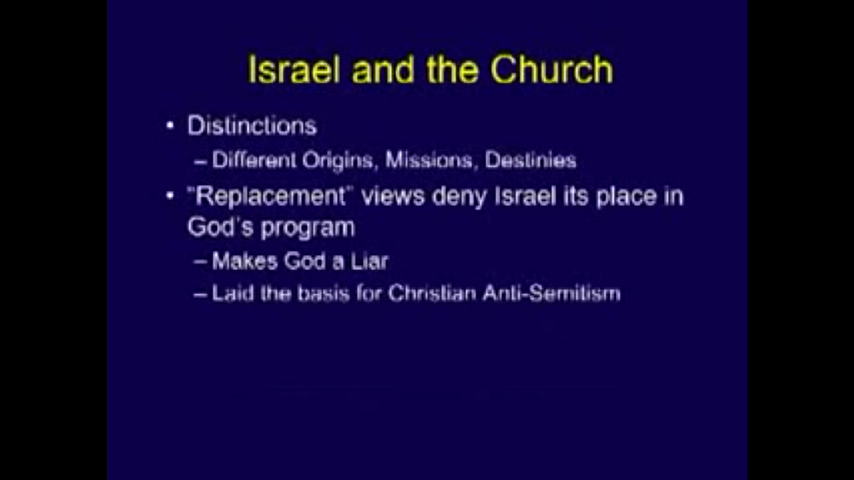 Israel and the Church
• Distinctions
– Different Origins, Missions, Destinies
• "Replacement" views deny Israel its place in
God's program
– Makes God a Liar
– Laid the basis for Christian Anti-Semitism